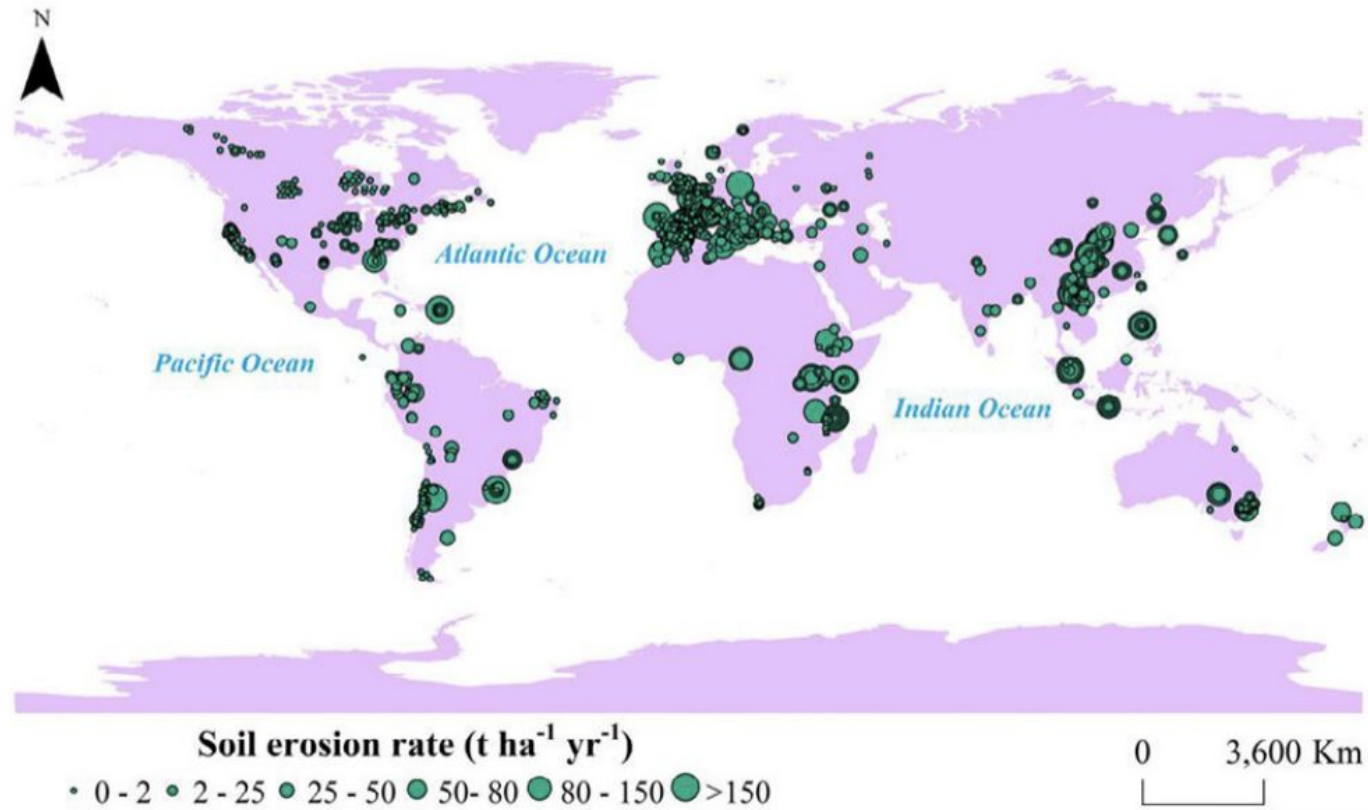 N
Atlantic Ocean
Pacific Ocean
Indian Ocean
Soil erosion rate (t ha⁻¹ yr⁻¹)
0 - 2 2 - 25 25 - 50 50- 80 80 - 150 >150
0 3,600 Km